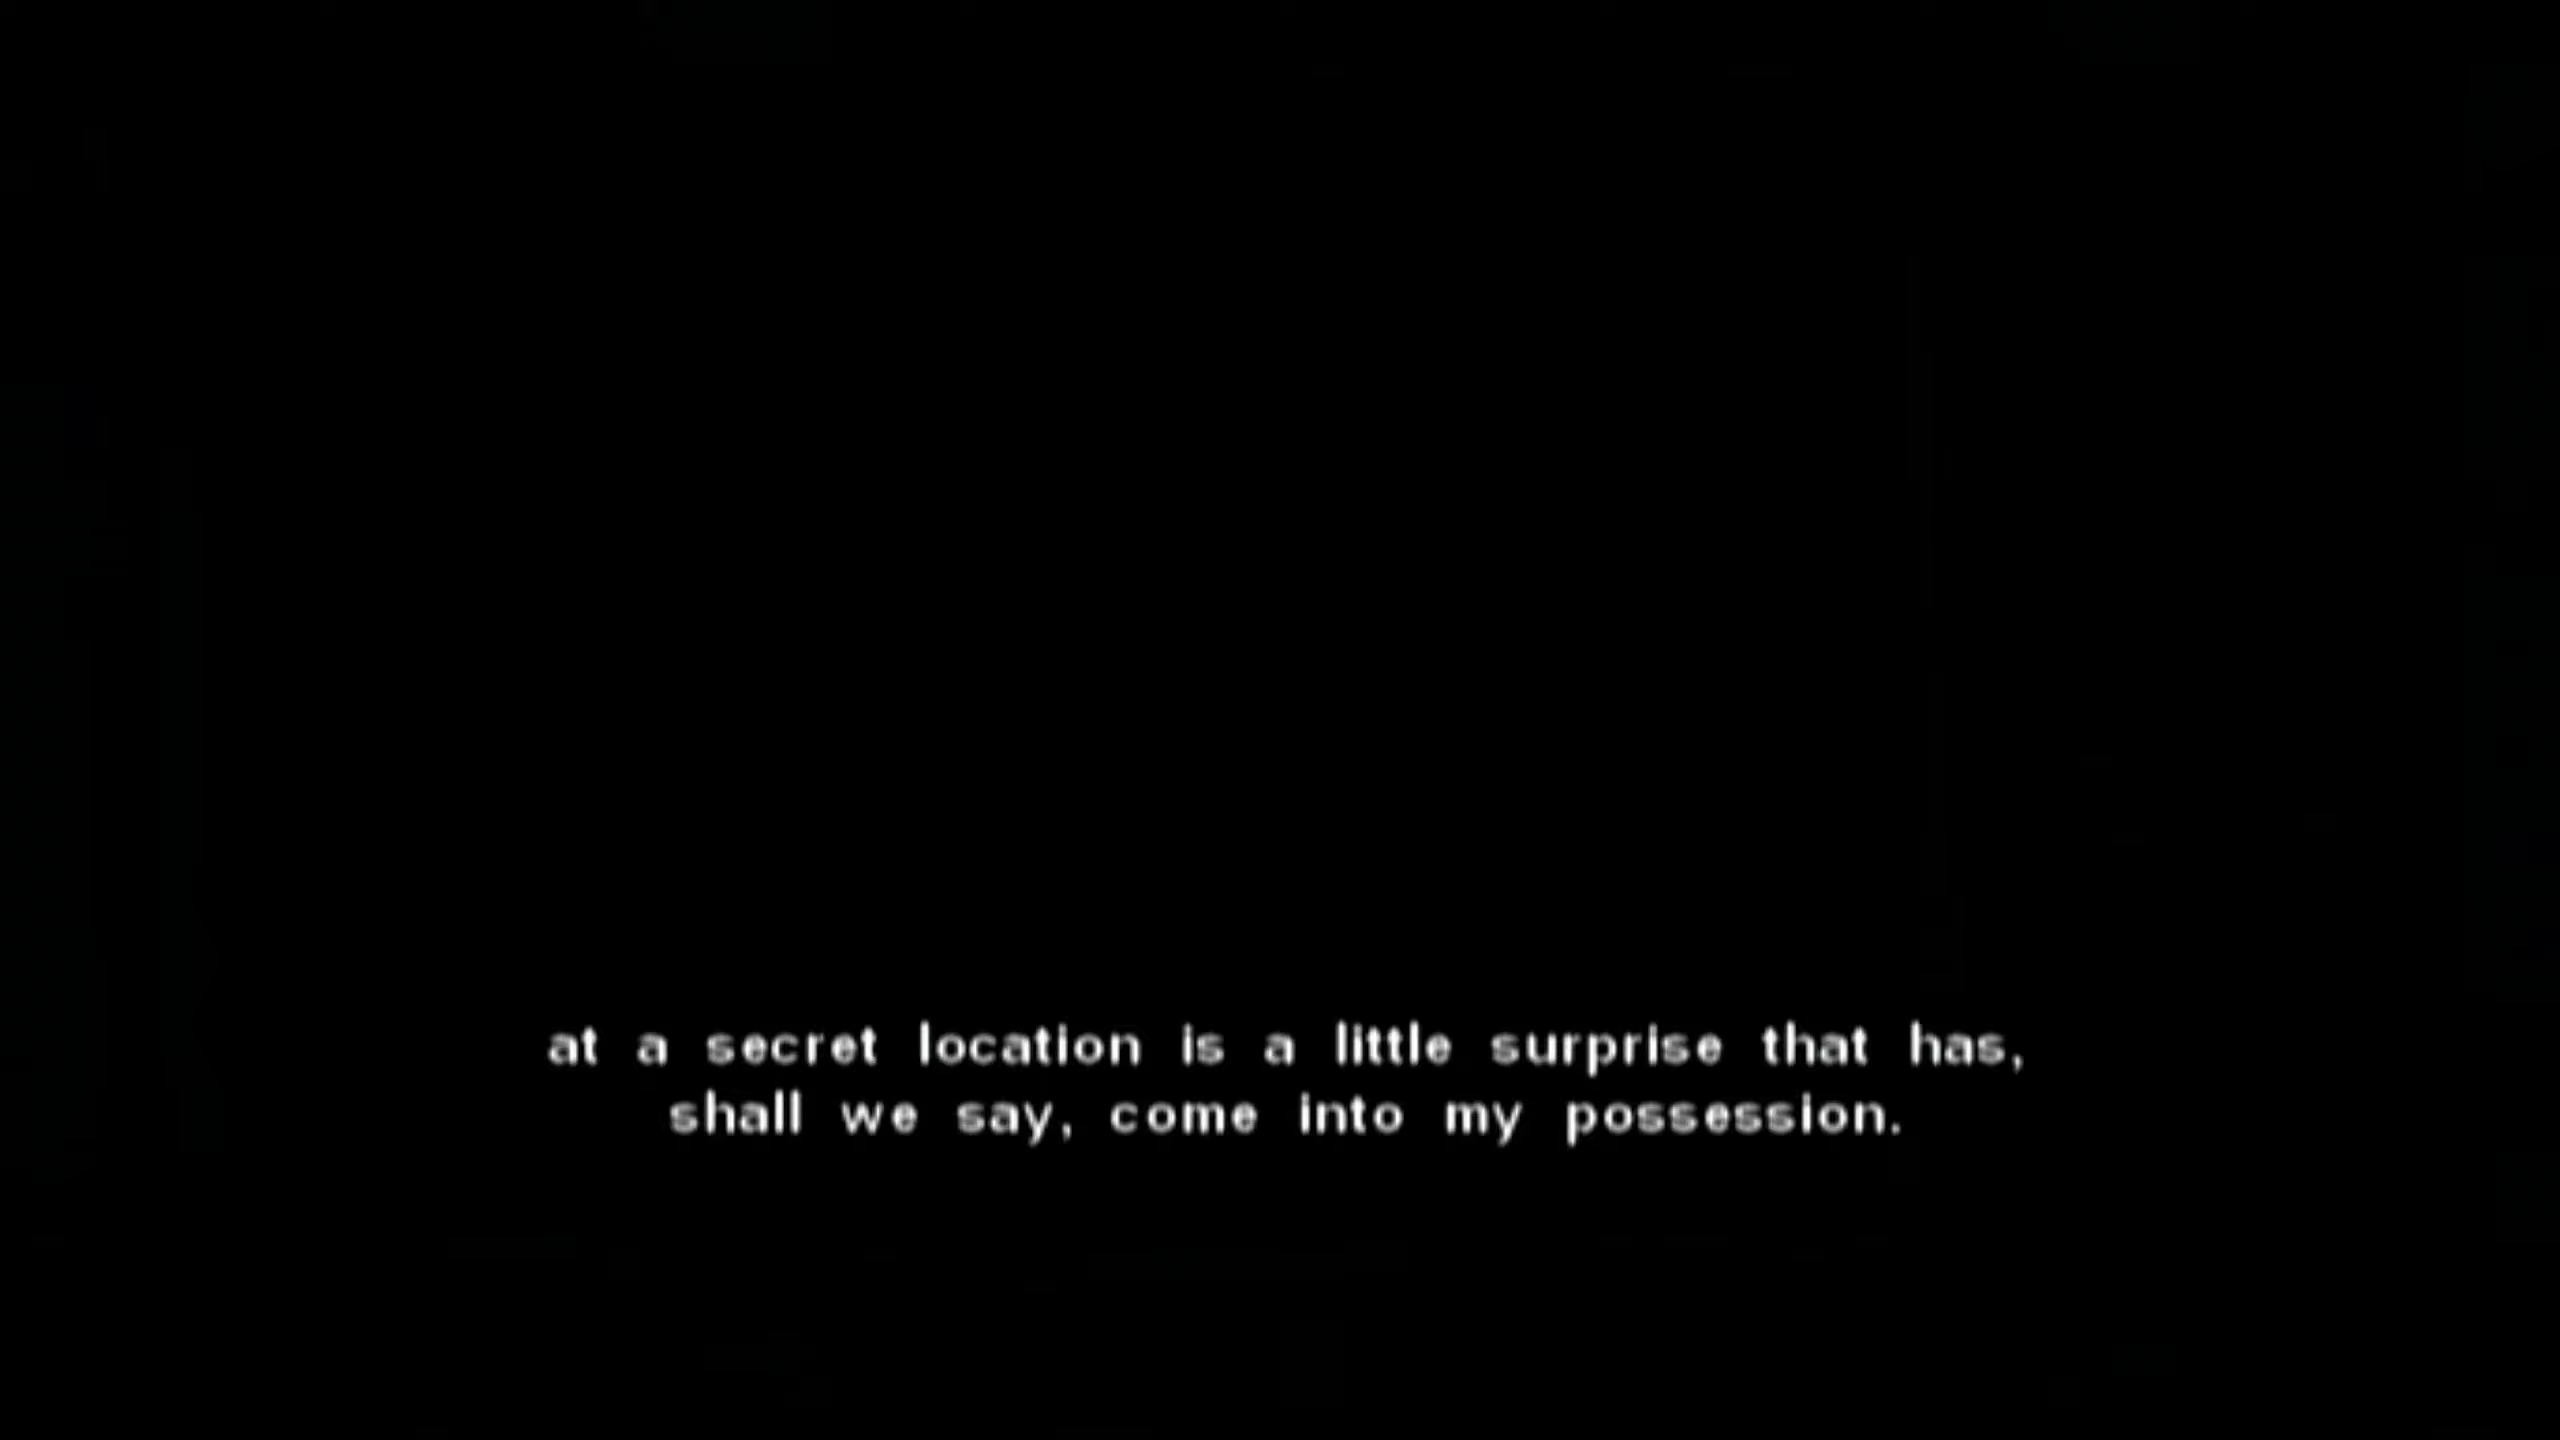 at a secret location is a little surprise that has,
shall we say, come into my possession.